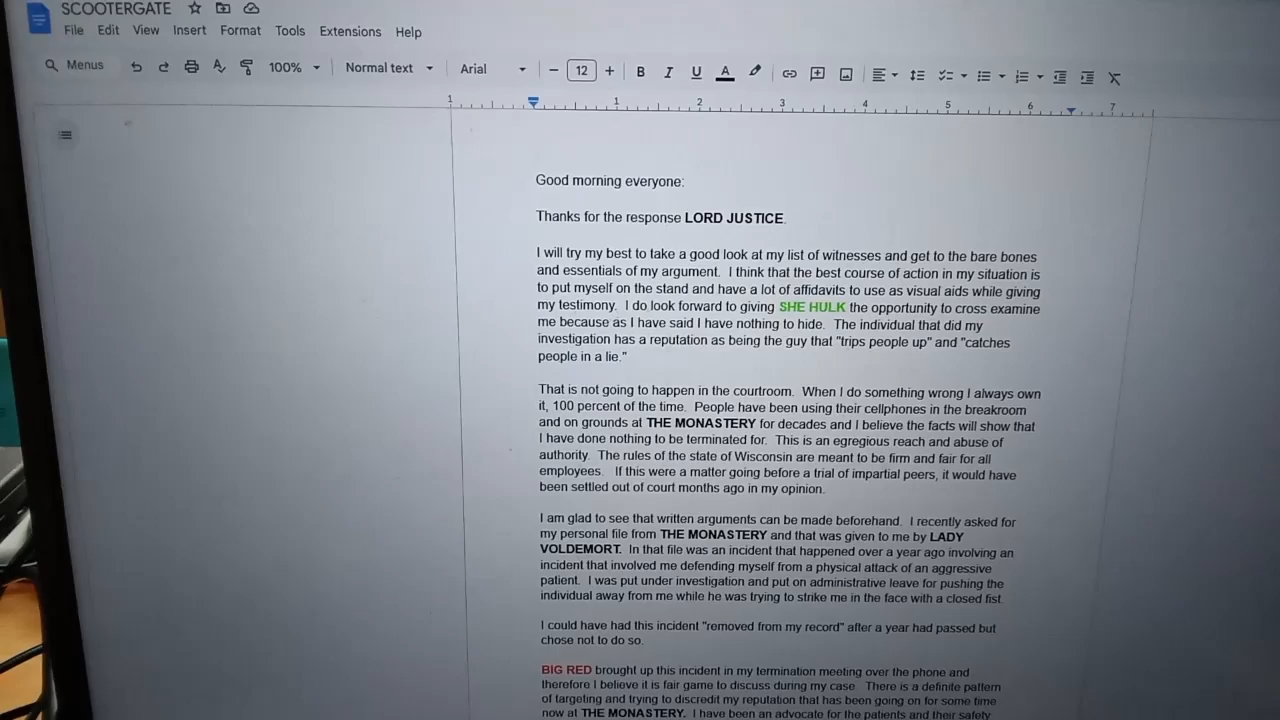 SCOOTERGATE
File Edit View Insert Format Tools Extensions Help
Menus 100% Normal text Arial − 12 + B I U A
1 1 2 3 4 5 6 7
Good morning everyone:
Thanks for the response LORD JUSTICE.
I will try my best to take a good look at my list of witnesses and get to the bare bones
and essentials of my argument. I think that the best course of action in my situation is
to put myself on the stand and have a lot of affidavits to use as visual aids while giving
my testimony. I do look forward to giving SHE HULK the opportunity to cross examine
me because as I have said I have nothing to hide. The individual that did my
investigation has a reputation as being the guy that "trips people up" and "catches
people in a lie."
That is not going to happen in the courtroom. When I do something wrong I always own
it, 100 percent of the time. People have been using their cellphones in the breakroom
and on grounds at THE MONASTERY for decades and I believe the facts will show that
I have done nothing to be terminated for. This is an egregious reach and abuse of
authority. The rules of the state of Wisconsin are meant to be firm and fair for all
employees. If this were a matter going before a trial of impartial peers, it would have
been settled out of court months ago in my opinion.
I am glad to see that written arguments can be made beforehand. I recently asked for
my personal file from THE MONASTERY and that was given to me by LADY
VOLDEMORT. In that file was an incident that happened over a year ago involving an
incident that involved me defending myself from a physical attack of an aggressive
patient. I was put under investigation and put on administrative leave for pushing the
individual away from me while he was trying to strike me in the face with a closed fist.
I could have had this incident "removed from my record" after a year had passed but
chose not to do so.
BIG RED brought up this incident in my termination meeting over the phone and
therefore I believe it is fair game to discuss during my case. There is a definite pattern
of targeting and trying to discredit my reputation that has been going on for some time
now at THE MONASTERY. I have been an advocate for the patients and their safety